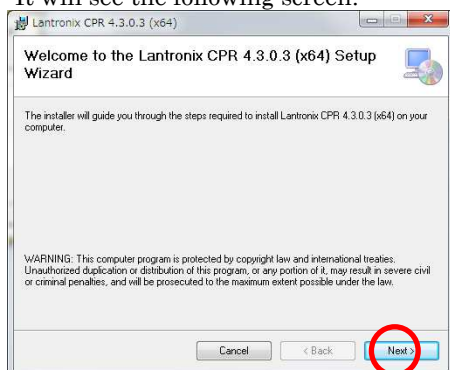 It will see the following screen.
Lantronix CPR 4.3.0.3 (x64)
Welcome to the Lantronix CPR 4.3.0.3 (x64) Setup
Wizard
The installer will guide you through the steps required to install Lantronix CPR 4.3.0.3 (x64) on your
computer.
WARNING: This computer program is protected by copyright law and international treaties.
Unauthorized duplication or distribution of this program, or any portion of it, may result in severe civil
or criminal penalties, and will be prosecuted to the maximum extent possible under the law.
Cancel < Back Next >